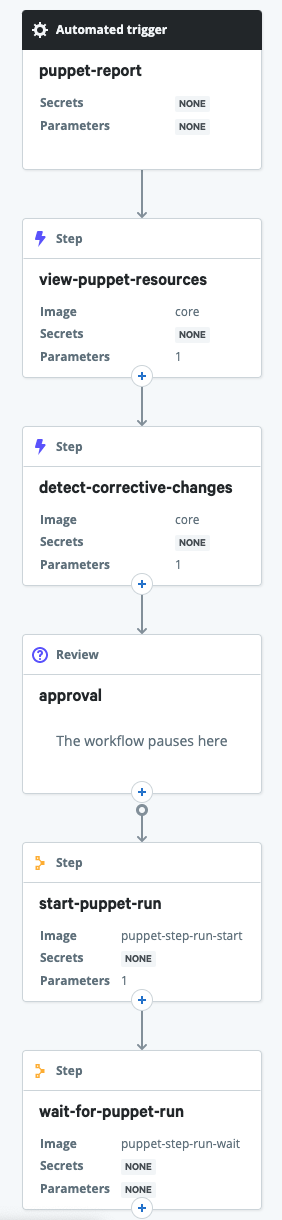 Automated trigger
puppet-report
Secrets NONE
Parameters NONE
Step
view-puppet-resources
Image core
Secrets NONE
Parameters 1
Step
detect-corrective-changes
Image core
Secrets NONE
Parameters 1
Review
approval
The workflow pauses here
Step
start-puppet-run
Image puppet-step-run-start
Secrets NONE
Parameters 1
Step
wait-for-puppet-run
Image puppet-step-run-wait
Secrets NONE
Parameters NONE